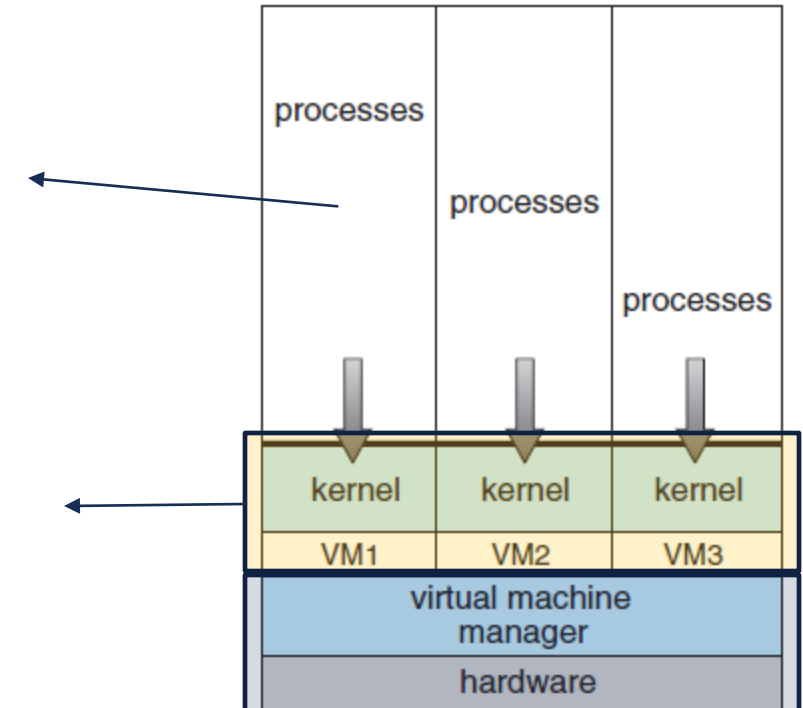 processes
processes
processes
kernel kernel kernel
VM1 VM2 VM3
virtual machine
manager
hardware